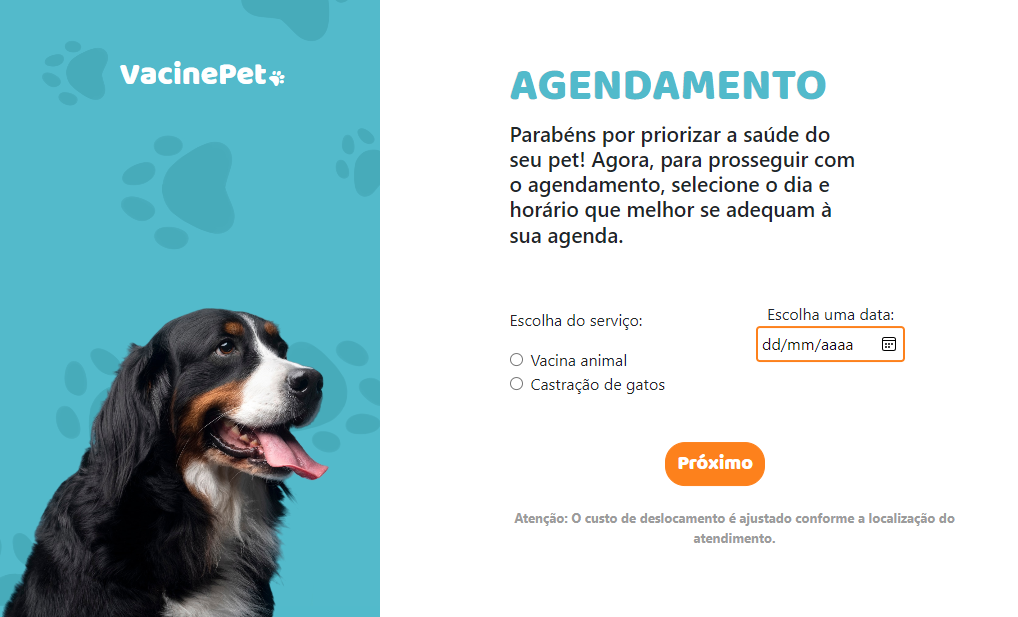 VacinePet
AGENDAMENTO
Parabéns por priorizar a saúde do
seu pet! Agora, para prosseguir com
o agendamento, selecione o dia e
horário que melhor se adequam à
sua agenda.
Escolha do serviço:
Vacina animal
Castração de gatos
Escolha uma data:
dd/mm/aaaa
Próximo
Atenção: O custo de deslocamento é ajustado conforme a localização do
atendimento.